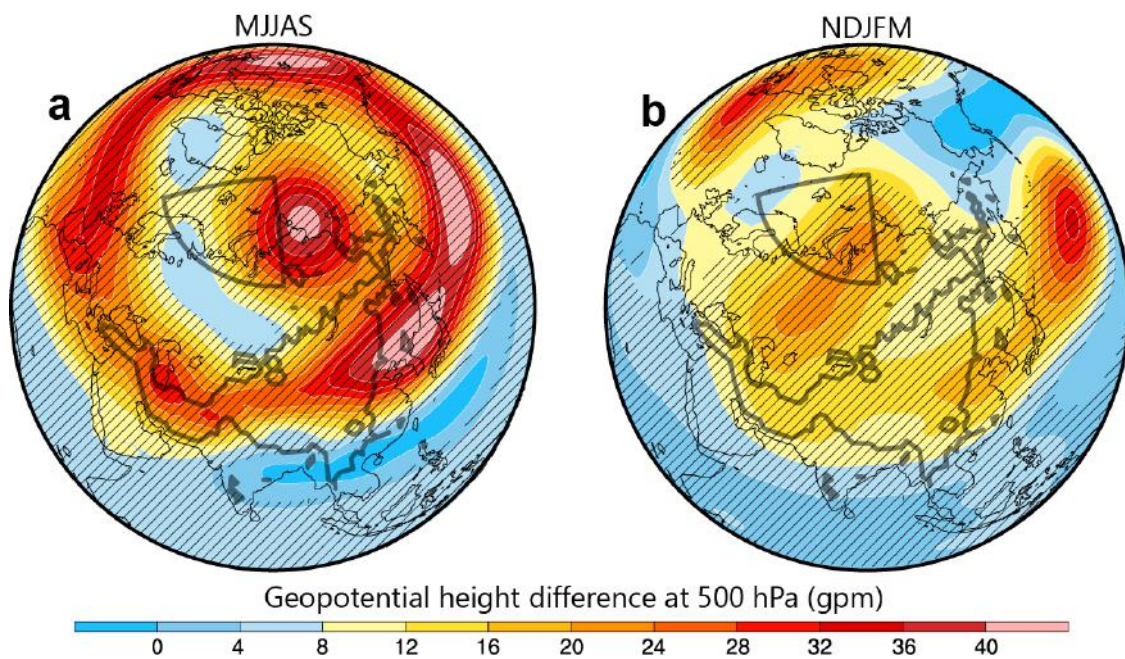 MJJAS
NDJFM
a
b
Geopotential height difference at 500 hPa (gpm)
0 4 8 12 16 20 24 28 32 36 40